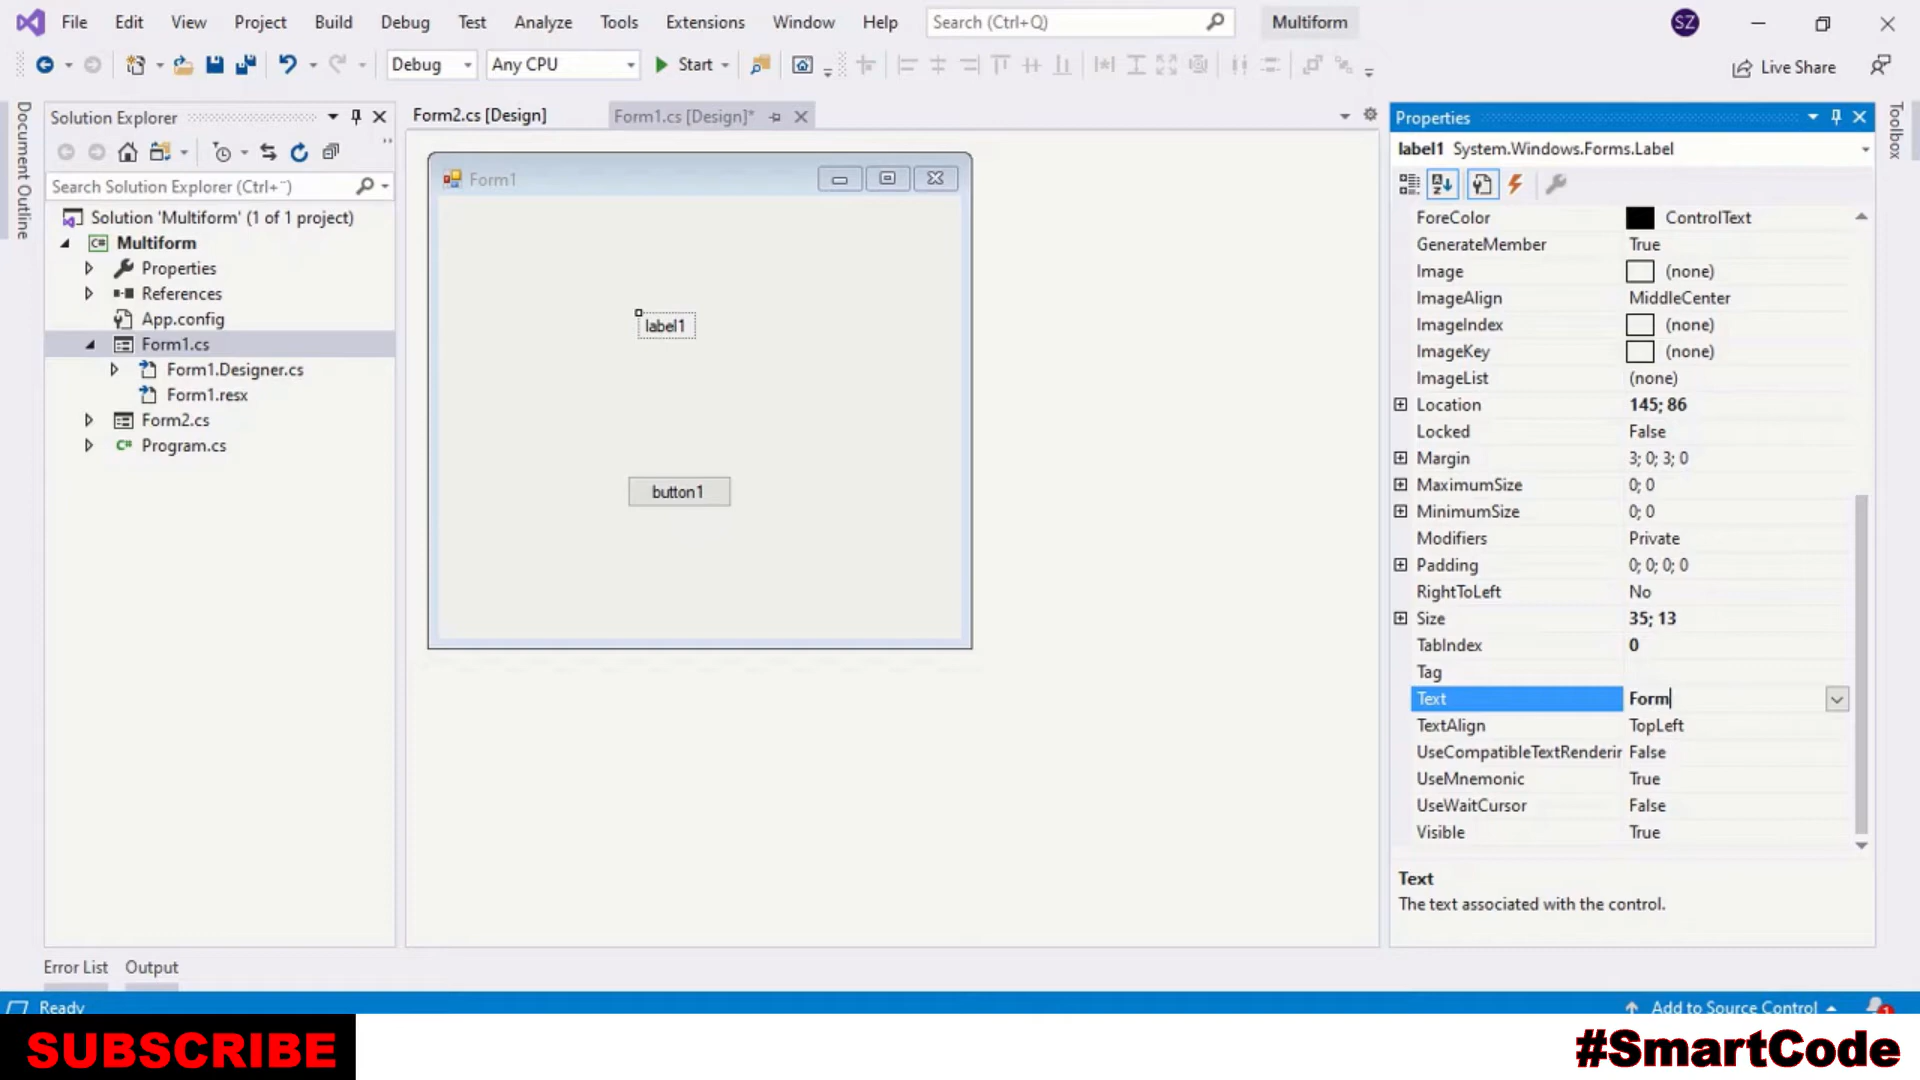 File Edit View Project Build Debug Test Analyze Tools Extensions Window Help Search (Ctrl+Q) Multiform SZ
Debug Any CPU Start Live Share
Document Outline
Solution Explorer
Search Solution Explorer (Ctrl+¨)
Solution 'Multiform' (1 of 1 project)
C# Multiform
Properties
References
App.config
Form1.cs
Form1.Designer.cs
Form1.resx
Form2.cs
C# Program.cs
Form2.cs [Design] Form1.cs [Design]*
Form1
label1
button1
Properties
label1 System.Windows.Forms.Label
ForeColor ControlText
GenerateMember True
Image (none)
ImageAlign MiddleCenter
ImageIndex (none)
ImageKey (none)
ImageList (none)
Location 145; 86
Locked False
Margin 3; 0; 3; 0
MaximumSize 0; 0
MinimumSize 0; 0
Modifiers Private
Padding 0; 0; 0; 0
RightToLeft No
Size 35; 13
TabIndex 0
Tag
Text Form
TextAlign TopLeft
UseCompatibleTextRenderir False
UseMnemonic True
UseWaitCursor False
Visible True
Text
The text associated with the control.
Toolbox
Error List Output
Ready Add to Source Control 1
SUBSCRIBE #SmartCode